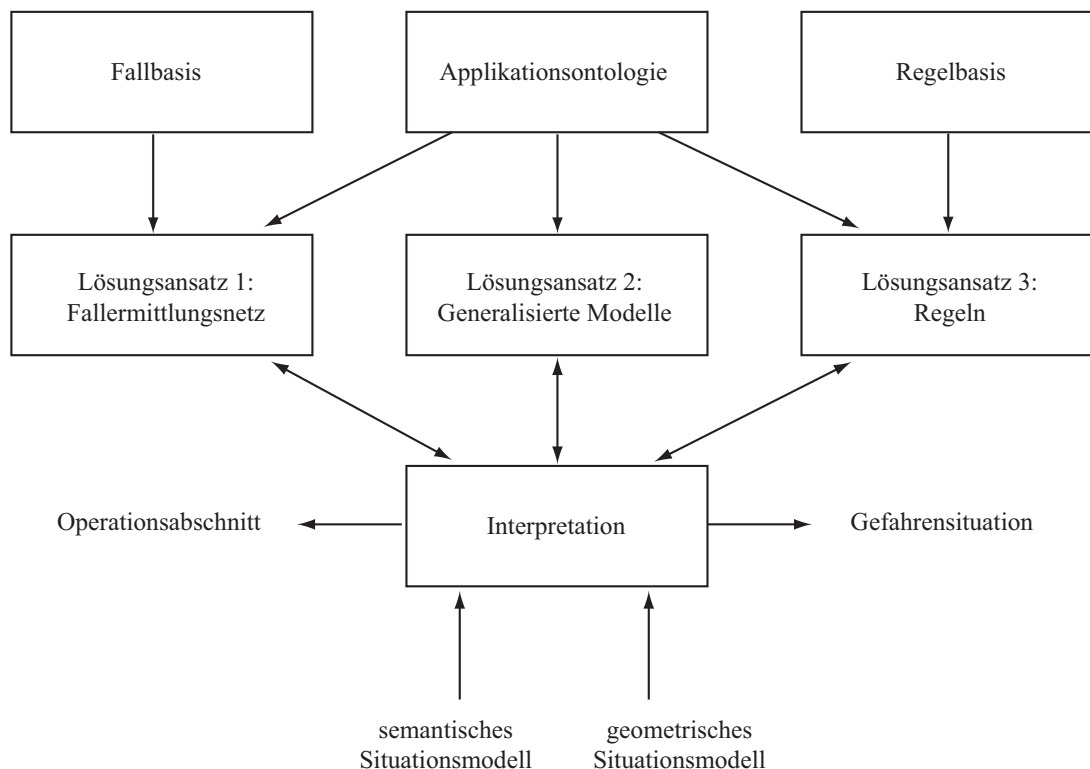 Fallbasis
Applikationsontologie
Regelbasis
Lösungsansatz 1:
Fallermittlungsnetz
Lösungsansatz 2:
Generalisierte Modelle
Lösungsansatz 3:
Regeln
Operationsabschnitt
Interpretation
Gefahrensituation
semantisches
Situationsmodell
geometrisches
Situationsmodell